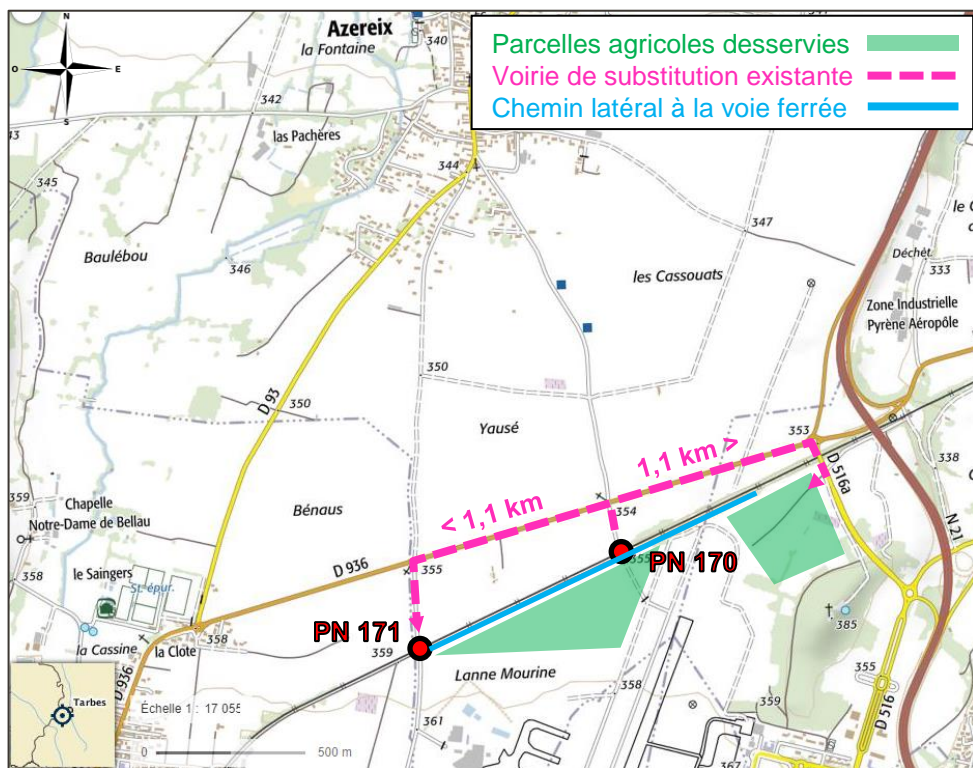 Azereix
la Fontaine
340
N
O
E
S
Parcelles agricoles desservies
Voirie de substitution existante
Chemin latéral à la voie ferrée
342
las Pachères
344
345
347
Baulébou
346
les Cassouats
Déchèt.
333
Zone Industrielle
Pyrène Aéropôle
350
D 93
350
Yausé
353
1,1 km >
338
D 516a
359
Chapelle
Notre-Dame de Bellau
Bénaus
< 1,1 km
354
N 21
358
le Saingers
St. épur.
D 936
355
355
PN 170
385
la Cassine
358
la Clote
PN 171
359
D 936
Lanne Mourine
358
355
359
D 516
Tarbes
Échelle 1 : 17 055
361
0
500 m
367